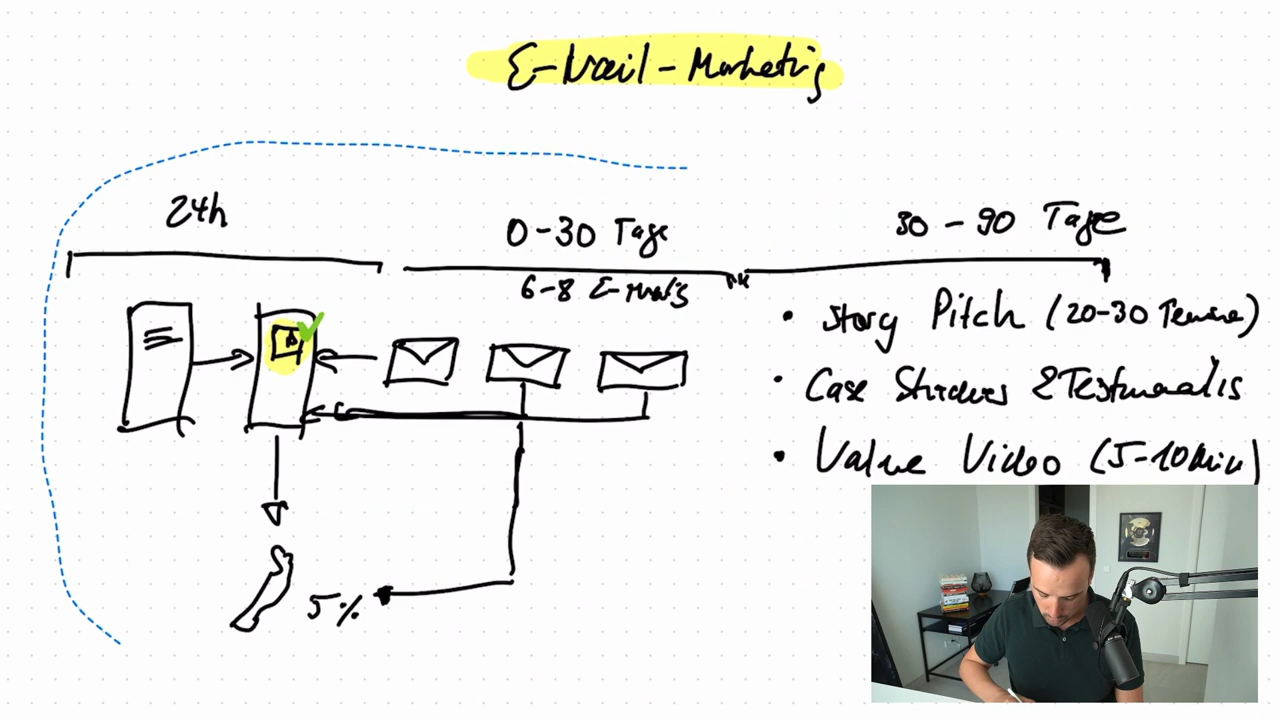 E-Mail-Marketing
24h
0-30 Tage
30 - 90 Tage
6-8 E-Mails
• Story Pitch (20-30 Termine)
• Case Studies & Testimonials
• Value Video (5-10 Min)
5%